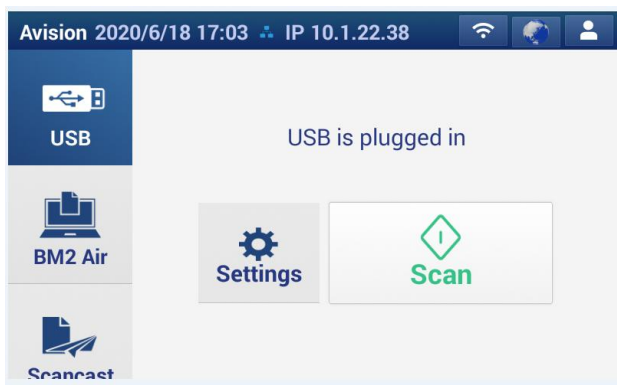 Avision 2020/6/18 17:03 IP 10.1.22.38
USB
USB is plugged in
BM2 Air
Settings
Scan
Scancast